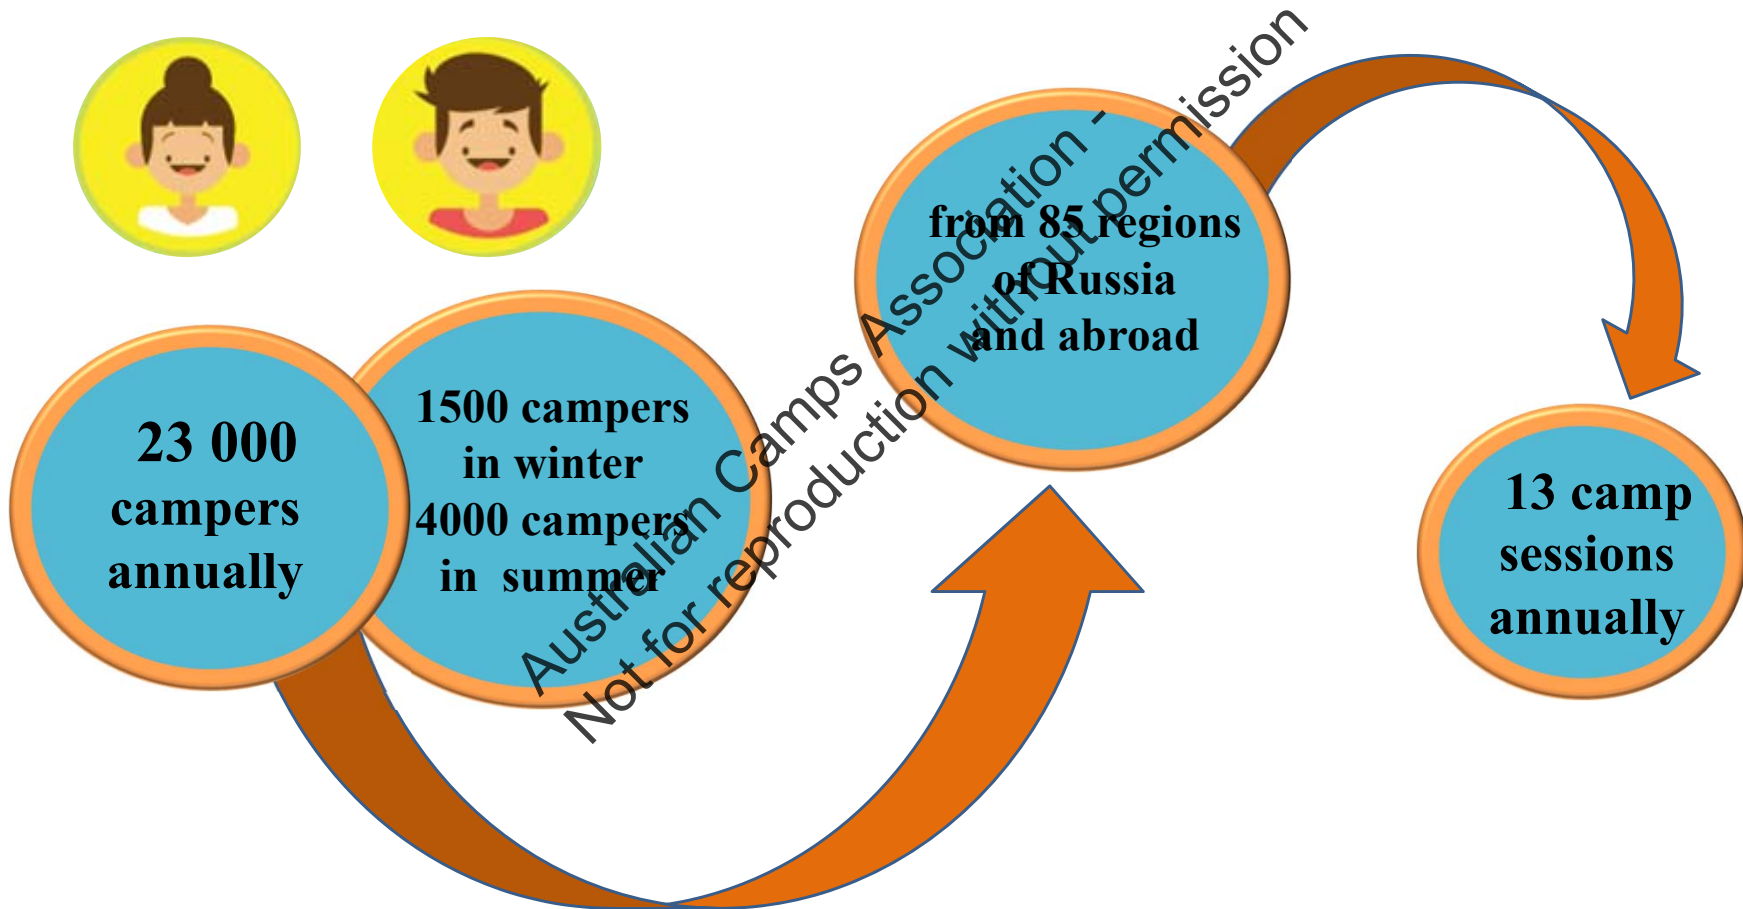 23 000
campers
annually
1500 campers
in winter
4000 campers
in summer
from 85 regions
of Russia
and abroad
13 camp
sessions
annually
Australian Camps Association -
Not for reproduction without permission